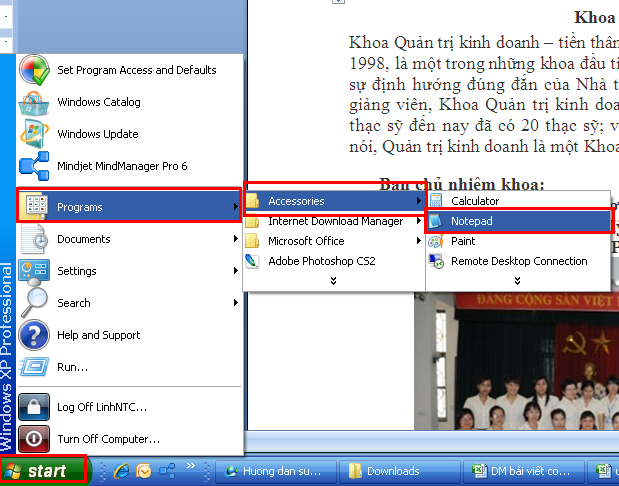 Khoa
Khoa Quản trị kinh doanh – tiền thân
1998, là một trong những khoa đầu ti
sự định hướng đúng đắn của Nhà t
giảng viên, Khoa Quản trị kinh doa
thạc sỹ đến nay đã có 20 thạc sỹ; v
nói, Quản trị kinh doanh là một Khoa
Ban chủ nhiệm khoa:
Set Program Access and Defaults
Windows Catalog
Windows Update
Mindjet MindManager Pro 6
Programs
Documents
Settings
Search
Help and Support
Run...
Log Off LinhNTC...
Turn Off Computer...
Windows XP Professional
Accessories
Internet Download Manager
Microsoft Office
Adobe Photoshop CS2
Calculator
Notepad
Paint
Remote Desktop Connection
ĐẢNG CỘNG SẢN VIỆT
start
Huong dan su...
Downloads
DM bài viết co...